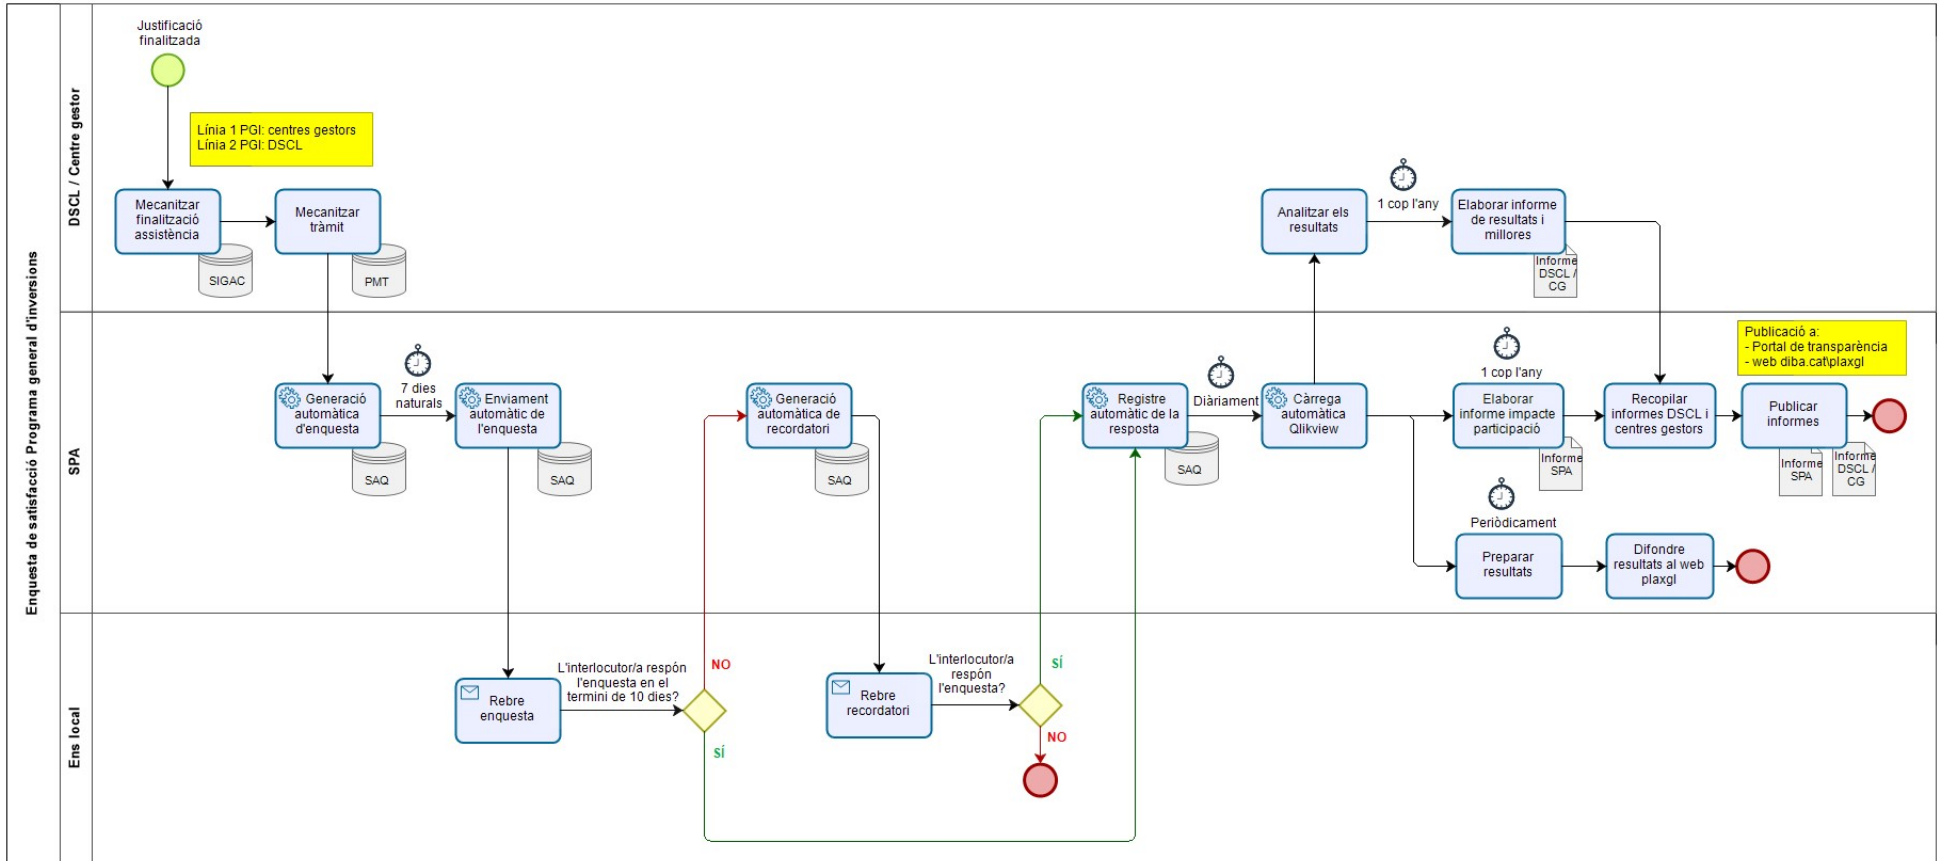 Enquesta de satisfacció Programa general d'inversions
DSCL / Centre gestor
Justificació
finalitzada
Línia 1 PGI: centres gestors
Línia 2 PGI: DSCL
Mecanitzar
finalització
assistència
SIGAC
Mecanitzar
tràmit
PMT
Analitzar els
resultats
1 cop l'any
Elaborar informe
de resultats i
millores
Informe
DSCL /
CG
SPA
Generació
automàtica
d'enquesta
SAQ
7 dies
naturals
Enviament
automàtic de
l'enquesta
SAQ
Generació
automàtica de
recordatori
SAQ
Registre
automàtic de la
resposta
SAQ
Diàriament
Càrrega
automàtica
Qlikview
1 cop l'any
Elaborar
informe impacte
participació
Informe
SPA
Recopilar
informes DSCL i
centres gestors
Publicació a:
- Portal de transparència
- web diba.cat\plaxgl
Publicar
informes
Informe
SPA
Informe
DSCL /
CG
Periòdicament
Preparar
resultats
Difondre
resultats al web
plaxgl
Ens local
Rebre
enquesta
L'interlocutor/a respón
l'enquesta en el
termini de 10 dies?
NO
SÍ
Rebre
recordatori
L'interlocutor/a
respón
l'enquesta?
SÍ
NO